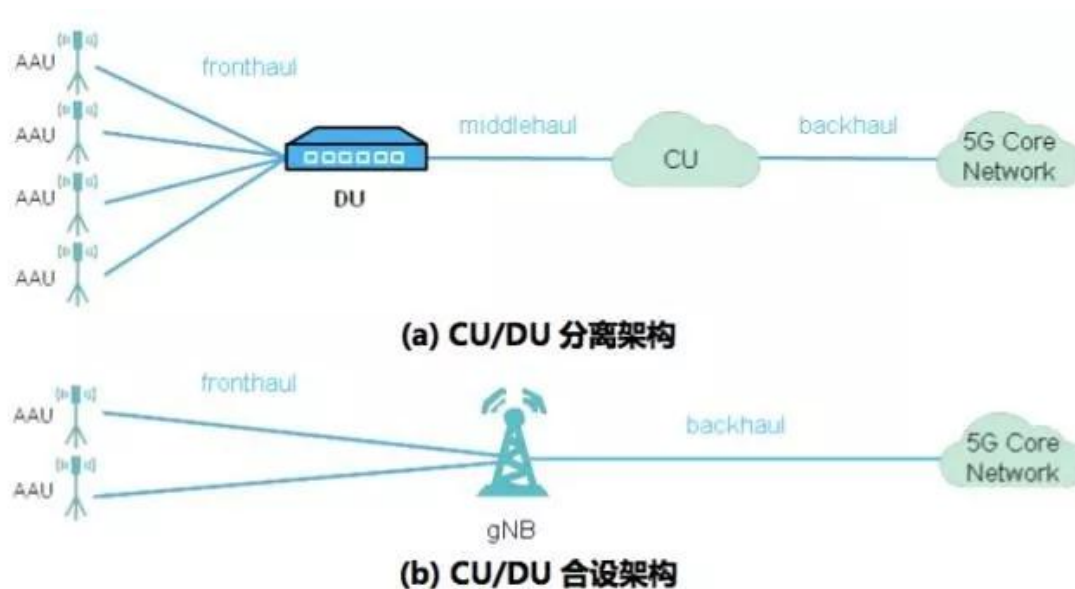 AAU
fronthaul
AAU
middlehaul
backhaul
5G Core
Network
CU
AAU
DU
AAU
(a) CU/DU 分离架构
fronthaul
AAU
backhaul
5G Core
Network
AAU
gNB
(b) CU/DU 合设架构